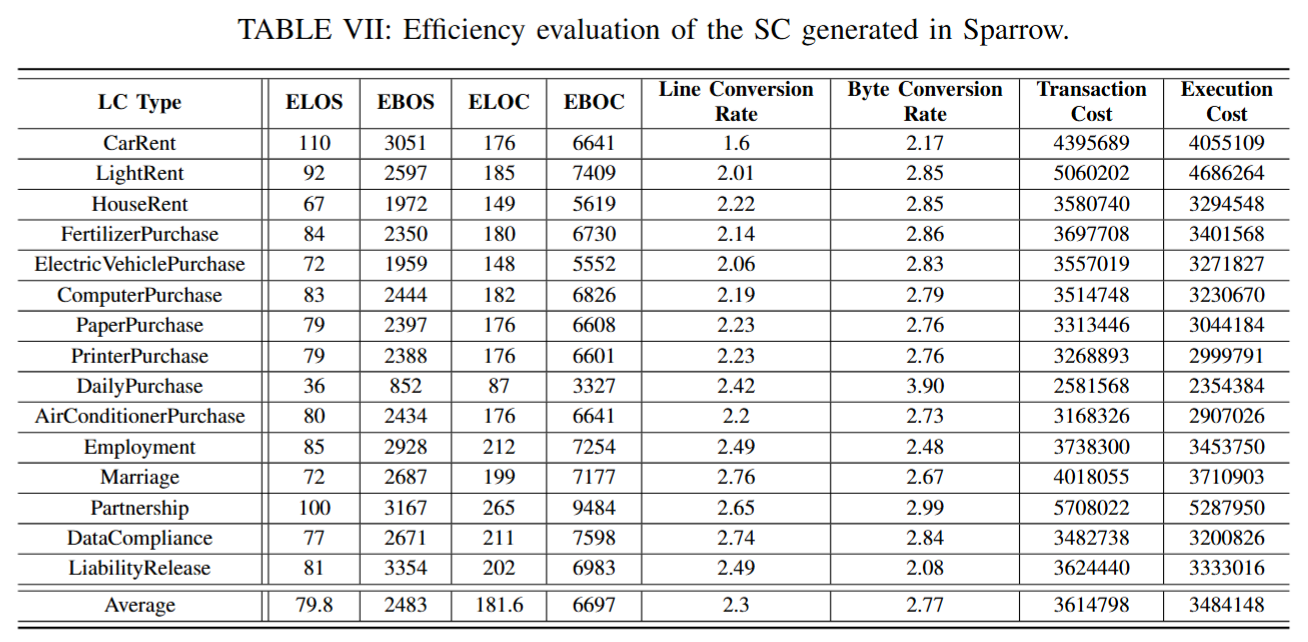 TABLE VII: Efficiency evaluation of the SC generated in Sparrow.
LC Type ELOS EBOS ELOC EBOC Line Conversion Rate Byte Conversion Rate Transaction Cost Execution Cost
CarRent 110 3051 176 6641 1.6 2.17 4395689 4055109
LightRent 92 2597 185 7409 2.01 2.85 5060202 4686264
HouseRent 67 1972 149 5619 2.22 2.85 3580740 3294548
FertilizerPurchase 84 2350 180 6730 2.14 2.86 3697708 3401568
ElectricVehiclePurchase 72 1959 148 5552 2.06 2.83 3557019 3271827
ComputerPurchase 83 2444 182 6826 2.19 2.79 3514748 3230670
PaperPurchase 79 2397 176 6608 2.23 2.76 3313446 3044184
PrinterPurchase 79 2388 176 6601 2.23 2.76 3268893 2999791
DailyPurchase 36 852 87 3327 2.42 3.90 2581568 2354384
AirConditionerPurchase 80 2434 176 6641 2.2 2.73 3168326 2907026
Employment 85 2928 212 7254 2.49 2.48 3738300 3453750
Marriage 72 2687 199 7177 2.76 2.67 4018055 3710903
Partnership 100 3167 265 9484 2.65 2.99 5708022 5287950
DataCompliance 77 2671 211 7598 2.74 2.84 3482738 3200826
LiabilityRelease 81 3354 202 6983 2.49 2.08 3624440 3333016
Average 79.8 2483 181.6 6697 2.3 2.77 3614798 3484148